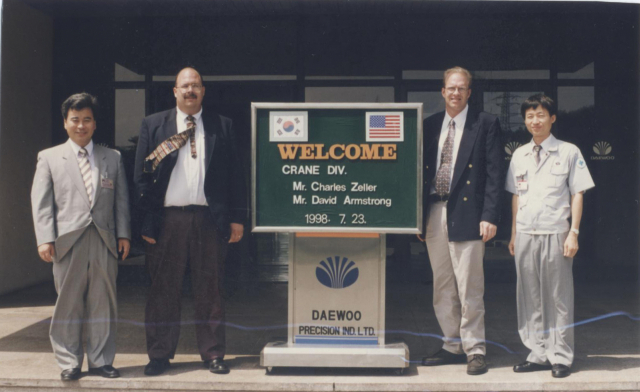 WELCOME
CRANE DIV.
Mr. Charles Zeller
Mr. David Armstrong
1998. 7. 23.
DAEWOO
PRECISION IND. LTD.